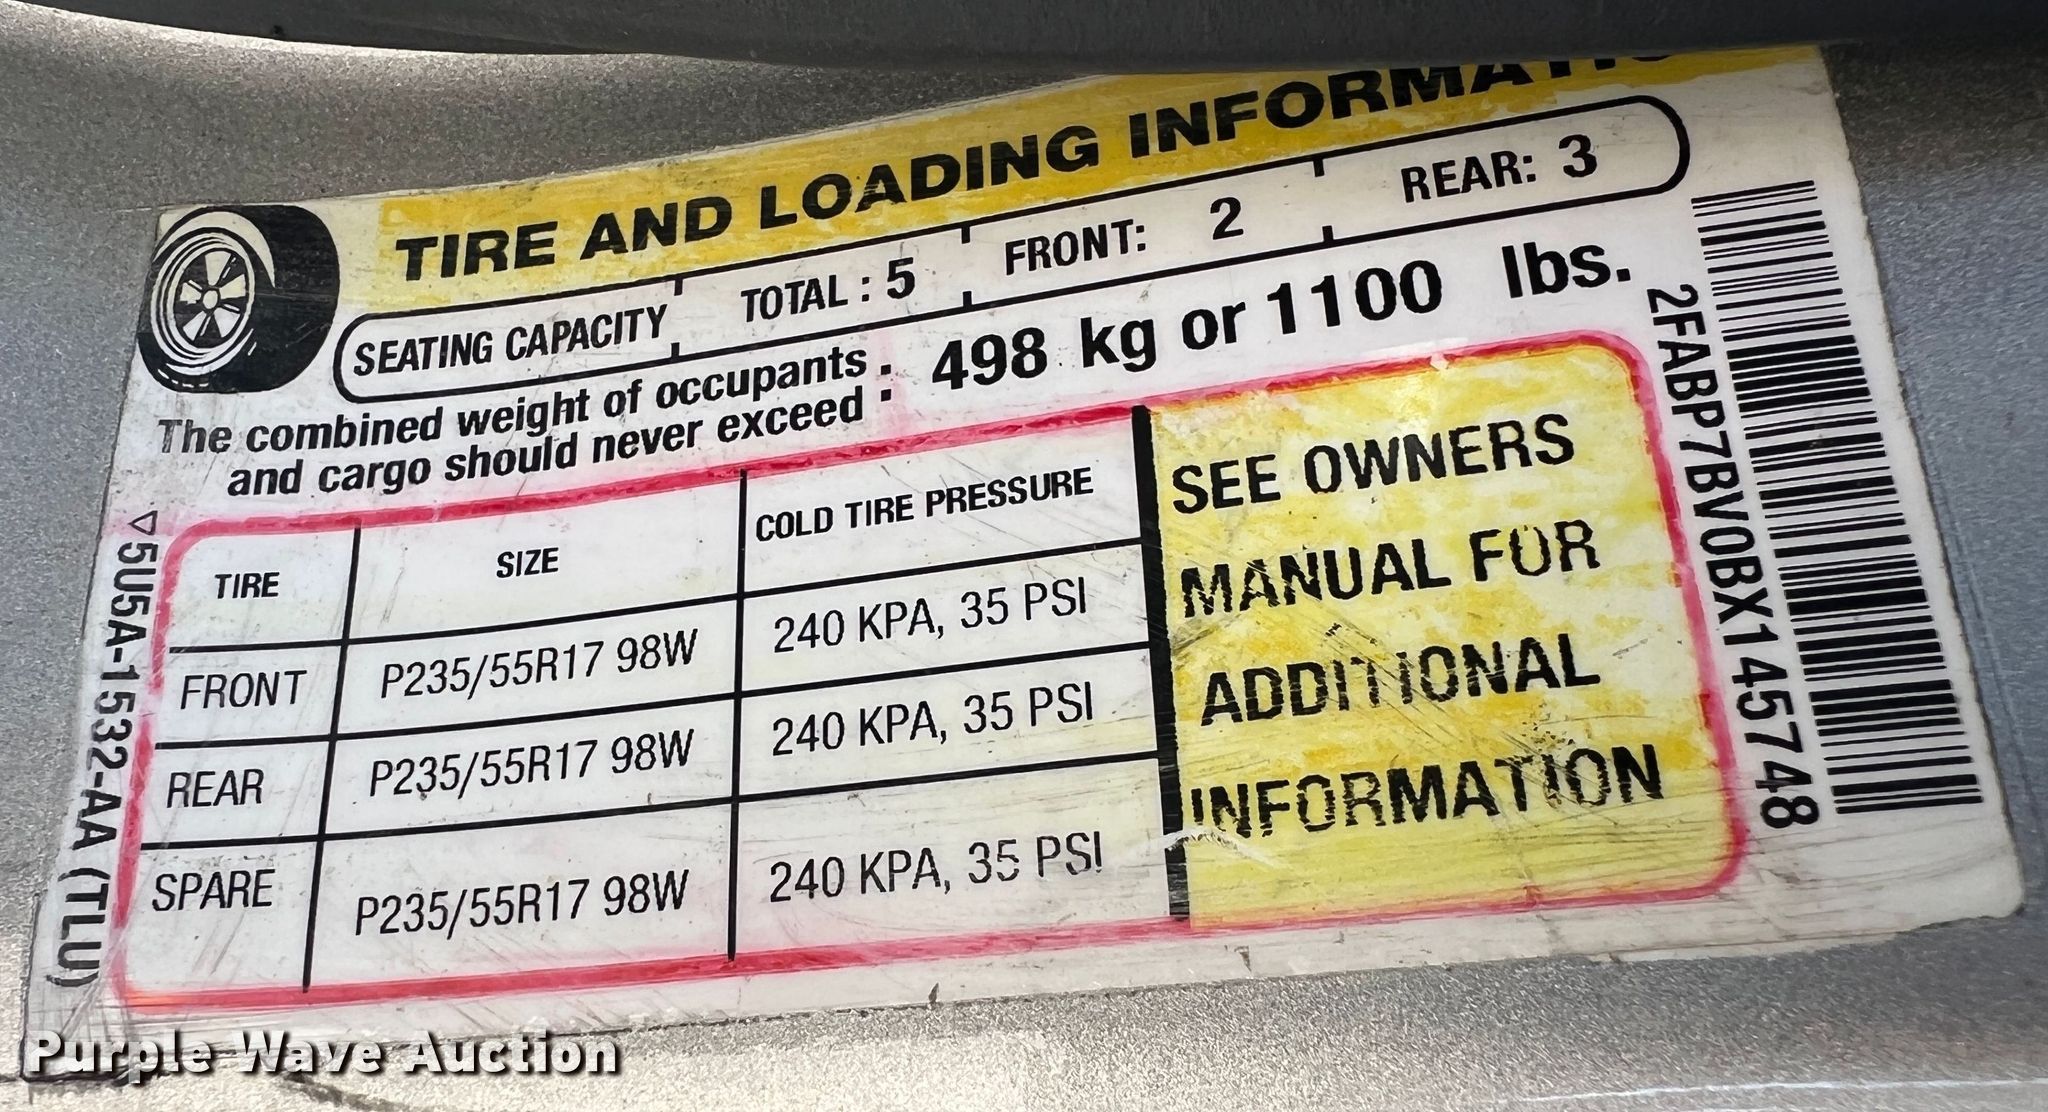 TIRE AND LOADING INFORMATIO
SEATING CAPACITY TOTAL : 5 FRONT: 2 REAR: 3
The combined weight of occupants
and cargo should never exceed : 498 kg or 1100 lbs.
TIRE SIZE COLD TIRE PRESSURE
FRONT P235/55R17 98W 240 KPA, 35 PSI
REAR P235/55R17 98W 240 KPA, 35 PSI
SPARE P235/55R17 98W 240 KPA, 35 PSI
SEE OWNERS
MANUAL FOR
ADDITIONAL
INFORMATION
▽5U5A-1532-AA (TLU)
2FABP7BV0BX145748
Purple Wave Auction